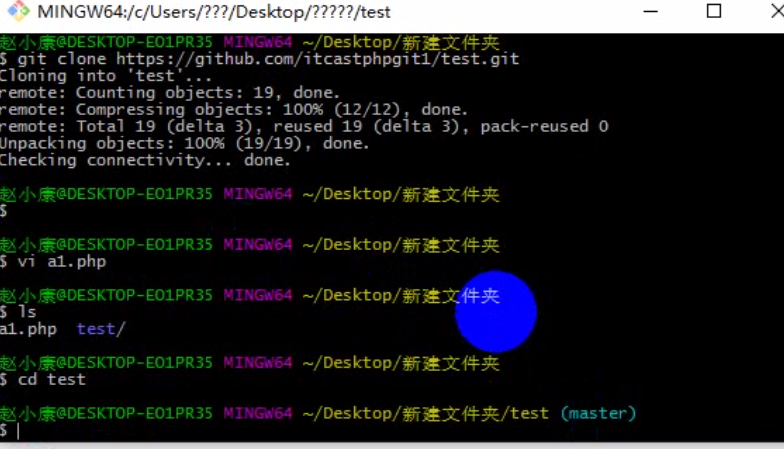 MINGW64:/c/Users/???/Desktop/?????/test
赵小康@DESKTOP-EO1PR35 MINGW64 ~/Desktop/新建文件夹
$ git clone https://github.com/itcastphpgit1/test.git
Cloning into 'test'...
remote: Counting objects: 19, done.
remote: Compressing objects: 100% (12/12), done.
remote: Total 19 (delta 3), reused 19 (delta 3), pack-reused 0
Unpacking objects: 100% (19/19), done.
Checking connectivity... done.
赵小康@DESKTOP-EO1PR35 MINGW64 ~/Desktop/新建文件夹
$
赵小康@DESKTOP-EO1PR35 MINGW64 ~/Desktop/新建文件夹
$ vi a1.php
赵小康@DESKTOP-EO1PR35 MINGW64 ~/Desktop/新建文件夹
$ ls
a1.php  test/
赵小康@DESKTOP-EO1PR35 MINGW64 ~/Desktop/新建文件夹
$ cd test
赵小康@DESKTOP-EO1PR35 MINGW64 ~/Desktop/新建文件夹/test (master)
$